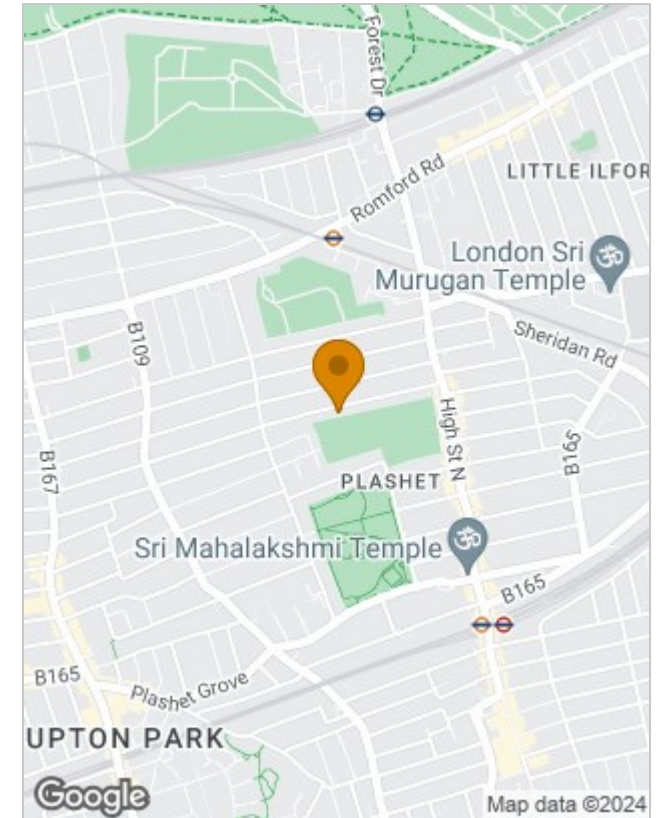 Forest Dr
Romford Rd
LITTLE ILFOR
London Sri
Murugan Temple
Sheridan Rd
B109
High St N
B165
B167
PLASHET
Sri Mahalakshmi Temple
B165
B165
Plashet Grove
UPTON PARK
Google
Map data ©2024